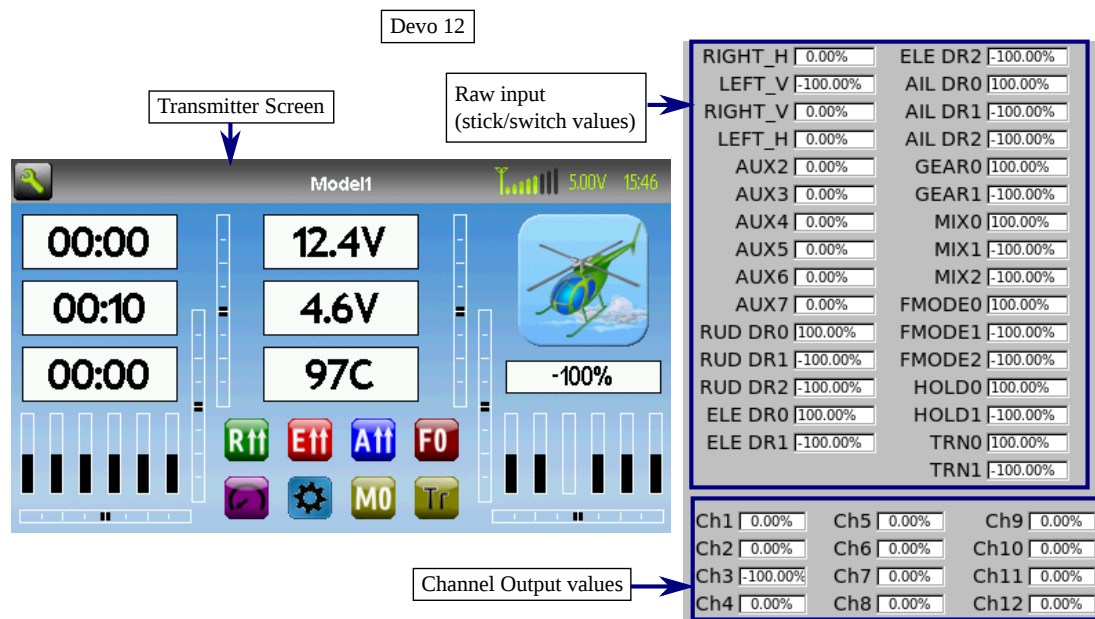 Devo 12
Transmitter Screen
Raw input
(stick/switch values)
Model1
5.00V 15:46
00:00
12.4V
00:10
4.6V
00:00
97C
-100%
R E A F0
M0 Tr
RIGHT_H 0.00% ELE DR2 -100.00%
LEFT_V -100.00% AIL DR0 100.00%
RIGHT_V 0.00% AIL DR1 -100.00%
LEFT_H 0.00% AIL DR2 -100.00%
AUX2 0.00% GEAR0 100.00%
AUX3 0.00% GEAR1 -100.00%
AUX4 0.00% MIX0 100.00%
AUX5 0.00% MIX1 -100.00%
AUX6 0.00% MIX2 -100.00%
AUX7 0.00% FMODE0 100.00%
RUD DR0 100.00% FMODE1 -100.00%
RUD DR1 -100.00% FMODE2 -100.00%
RUD DR2 -100.00% HOLD0 100.00%
ELE DR0 100.00% HOLD1 -100.00%
ELE DR1 -100.00% TRN0 100.00%
TRN1 -100.00%
Channel Output values
Ch1 0.00% Ch5 0.00% Ch9 0.00%
Ch2 0.00% Ch6 0.00% Ch10 0.00%
Ch3 -100.00% Ch7 0.00% Ch11 0.00%
Ch4 0.00% Ch8 0.00% Ch12 0.00%